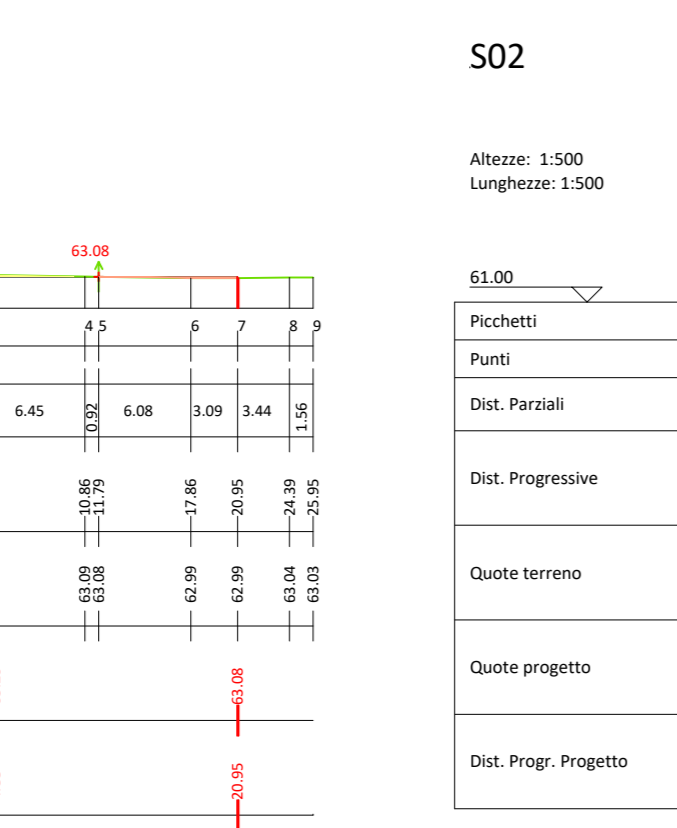 S02
Altezze: 1:500
Lunghezze: 1:500
63.08
61.00
4 5 6 7 8 9
Picchetti
Punti
6.45 0.92 6.08 3.09 3.44 1.56
Dist. Parziali
10.86 11.79 17.86 20.95 24.39 25.95
Dist. Progressive
63.09 63.08 62.99 62.99 63.04 63.03
Quote terreno
63.08
Quote progetto
20.95
Dist. Progr. Progetto